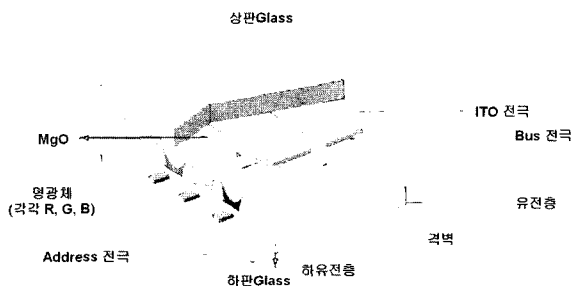 상판Glass
ITO 전극
MgO
Bus 전극
형광체
(각각 R, G, B)
유전층
격벽
Address 전극
하유전층
하판Glass